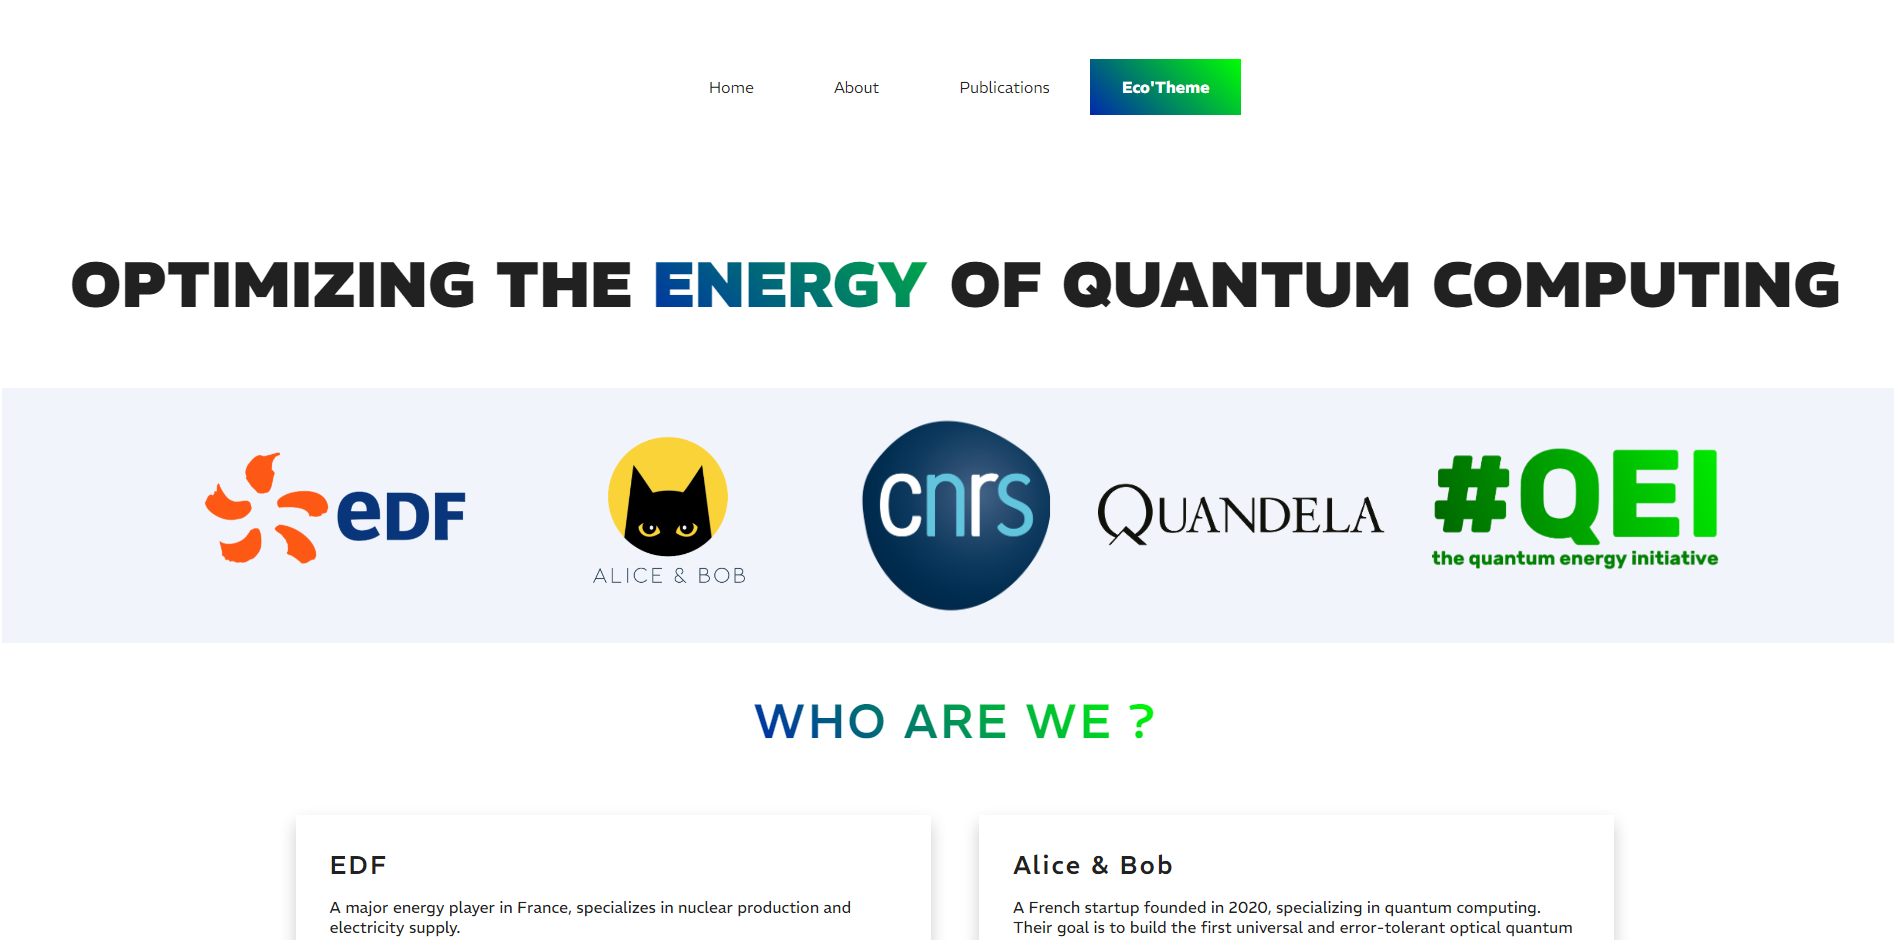 Home About Publications Eco'Theme
OPTIMIZING THE ENERGY OF QUANTUM COMPUTING
eDF
ALICE & BOB
cnrs
QUANDELA
#QEI
the quantum energy initiative
WHO ARE WE ?
EDF
A major energy player in France, specializes in nuclear production and
electricity supply.
Alice & Bob
A French startup founded in 2020, specializing in quantum computing.
Their goal is to build the first universal and error-tolerant optical quantum